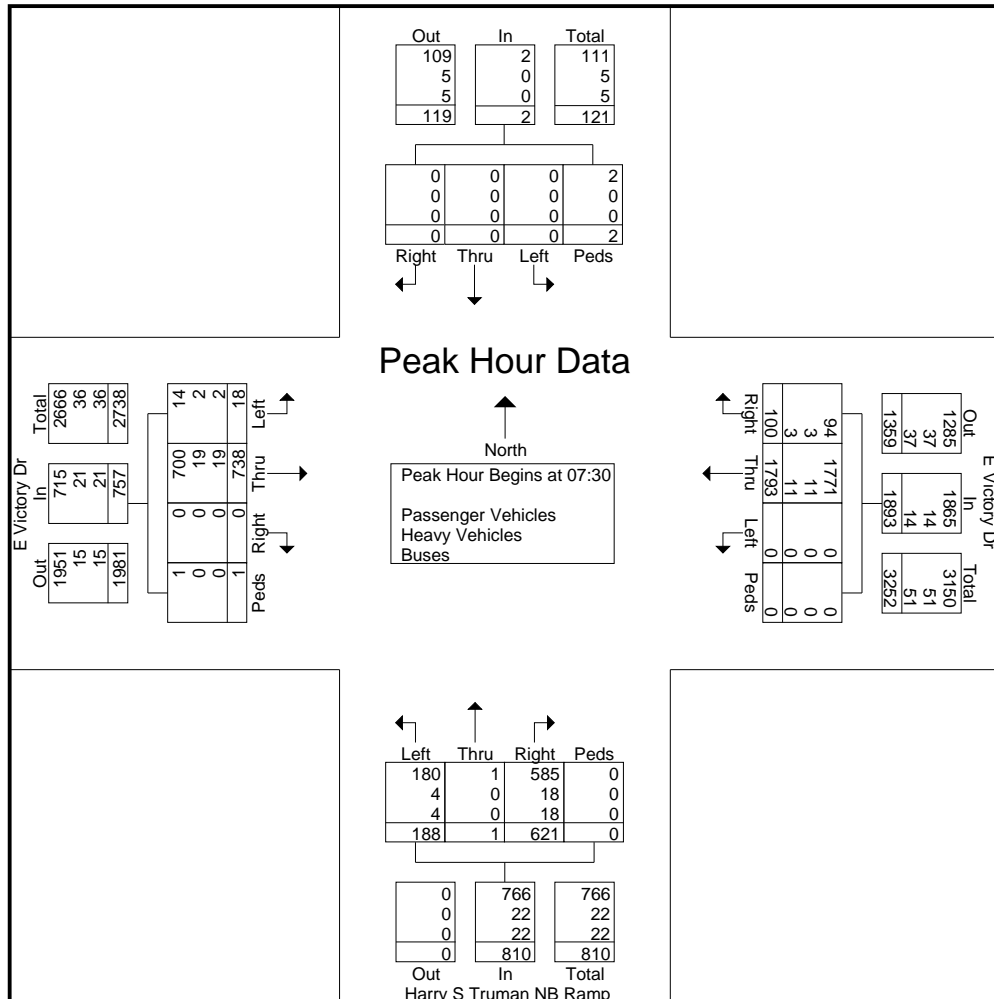 Out In Total
109 2 111
5 0 5
5 0 5
119 2 121
0 0 0 2
0 0 0 0
0 0 0 0
0 0 0 2
Right Thru Left Peds
Peak Hour Data
North
Peak Hour Begins at 07:30
Passenger Vehicles
Heavy Vehicles
Buses
E Victory Dr
Out In Total
1951 715 2666
15 21 36
15 21 36
1981 757 2738
Peds Right Thru Left
1 0 700 14
0 0 19 2
0 0 19 2
1 0 738 18
E Victory Dr
Out In Total
1285 1865 3150
37 14 51
37 14 51
1359 1893 3252
94 1771 0 0
3 11 0 0
3 11 0 0
100 1793 0 0
Right Thru Left Peds
Left Thru Right Peds
180 1 585 0
4 0 18 0
4 0 18 0
188 1 621 0
0 766 766
0 22 22
0 22 22
0 810 810
Out In Total
Harry S Truman NB Ramp